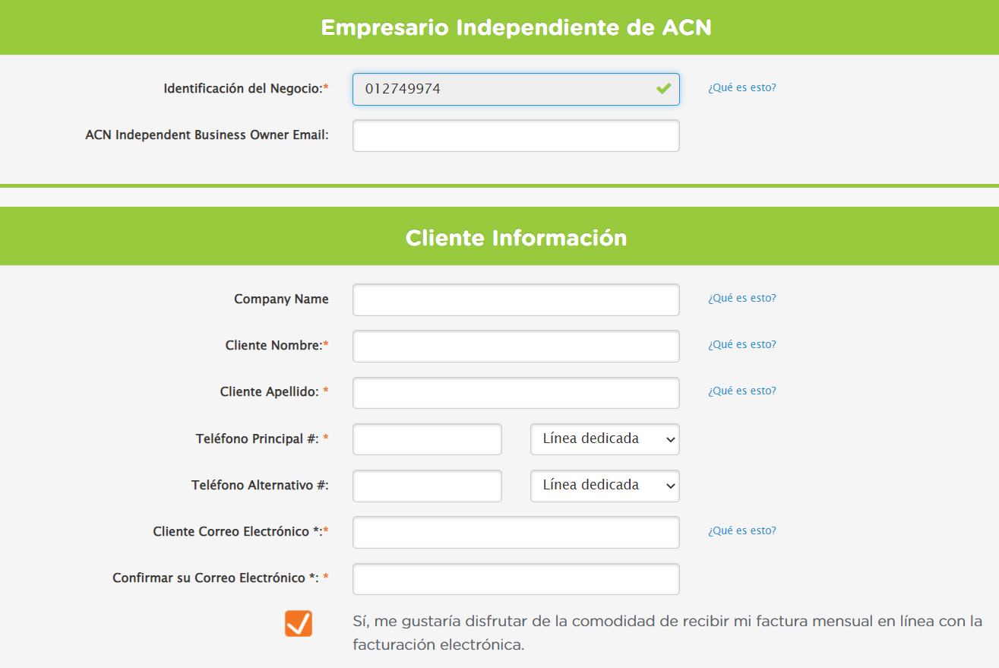 Empresario Independiente de ACN
Identificación del Negocio:* 012749974 ¿Qué es esto?
ACN Independent Business Owner Email:
Cliente Información
Company Name ¿Qué es esto?
Cliente Nombre:* ¿Qué es esto?
Cliente Apellido: * ¿Qué es esto?
Teléfono Principal #: * Línea dedicada
Teléfono Alternativo #: Línea dedicada
Cliente Correo Electrónico *:* ¿Qué es esto?
Confirmar su Correo Electrónico *: *
Sí, me gustaría disfrutar de la comodidad de recibir mi factura mensual en línea con la
facturación electrónica.